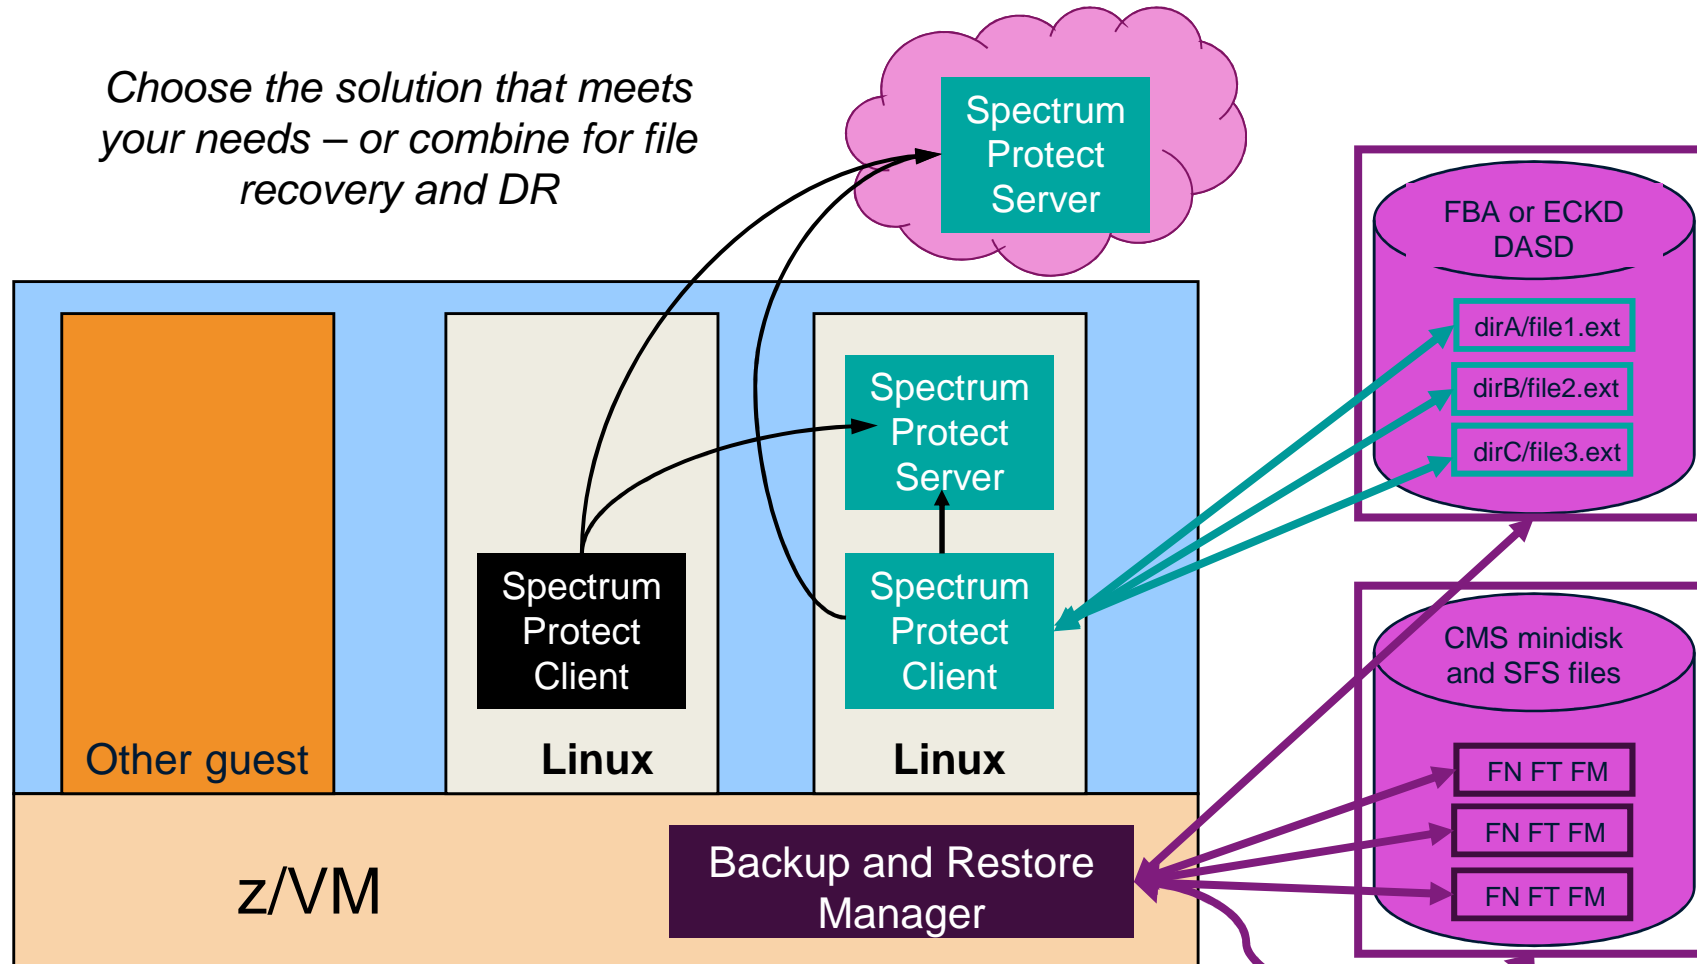 Choose the solution that meets
your needs – or combine for file
recovery and DR
Spectrum
Protect
Server
FBA or ECKD
DASD
dirA/file1.ext
dirB/file2.ext
dirC/file3.ext
Spectrum
Protect
Server
Spectrum
Protect
Client
Spectrum
Protect
Client
Other guest
Linux
Linux
CMS minidisk
and SFS files
FN FT FM
FN FT FM
FN FT FM
z/VM
Backup and Restore
Manager